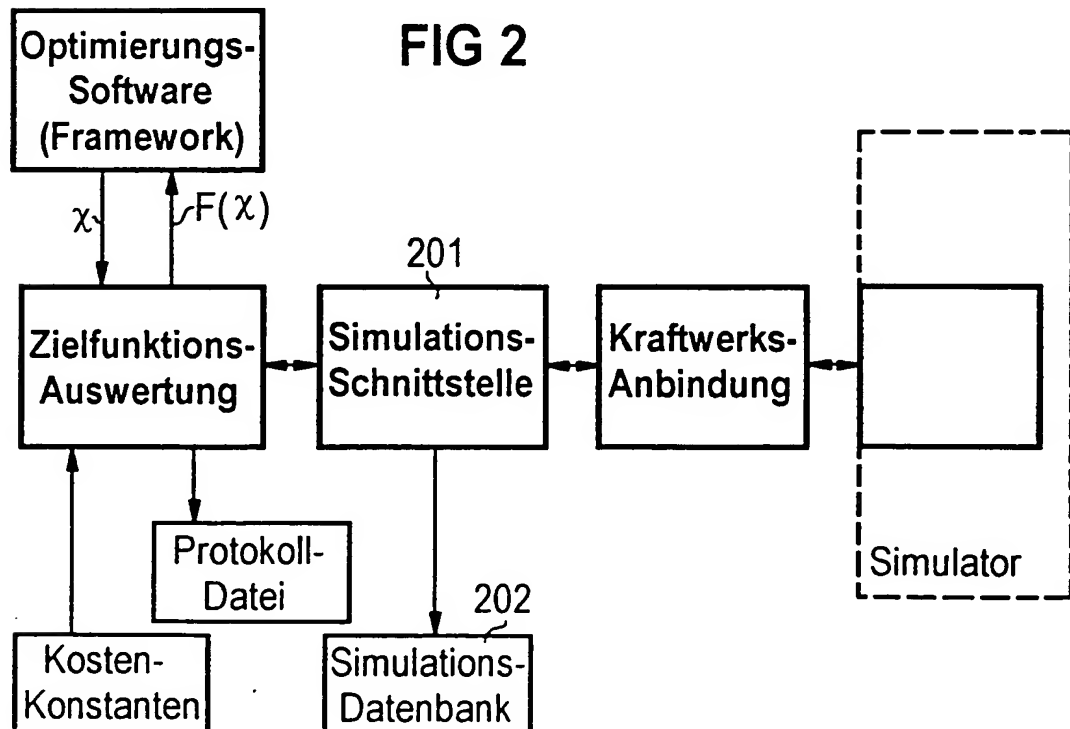 FIG 2
Optimierungs-
Software
(Framework)
χ
F(χ)
201
Zielfunktions-
Auswertung
Simulations-
Schnittstelle
Kraftwerks-
Anbindung
Simulator
Protokoll-
Datei
202
Kosten-
Konstanten
Simulations-
Datenbank